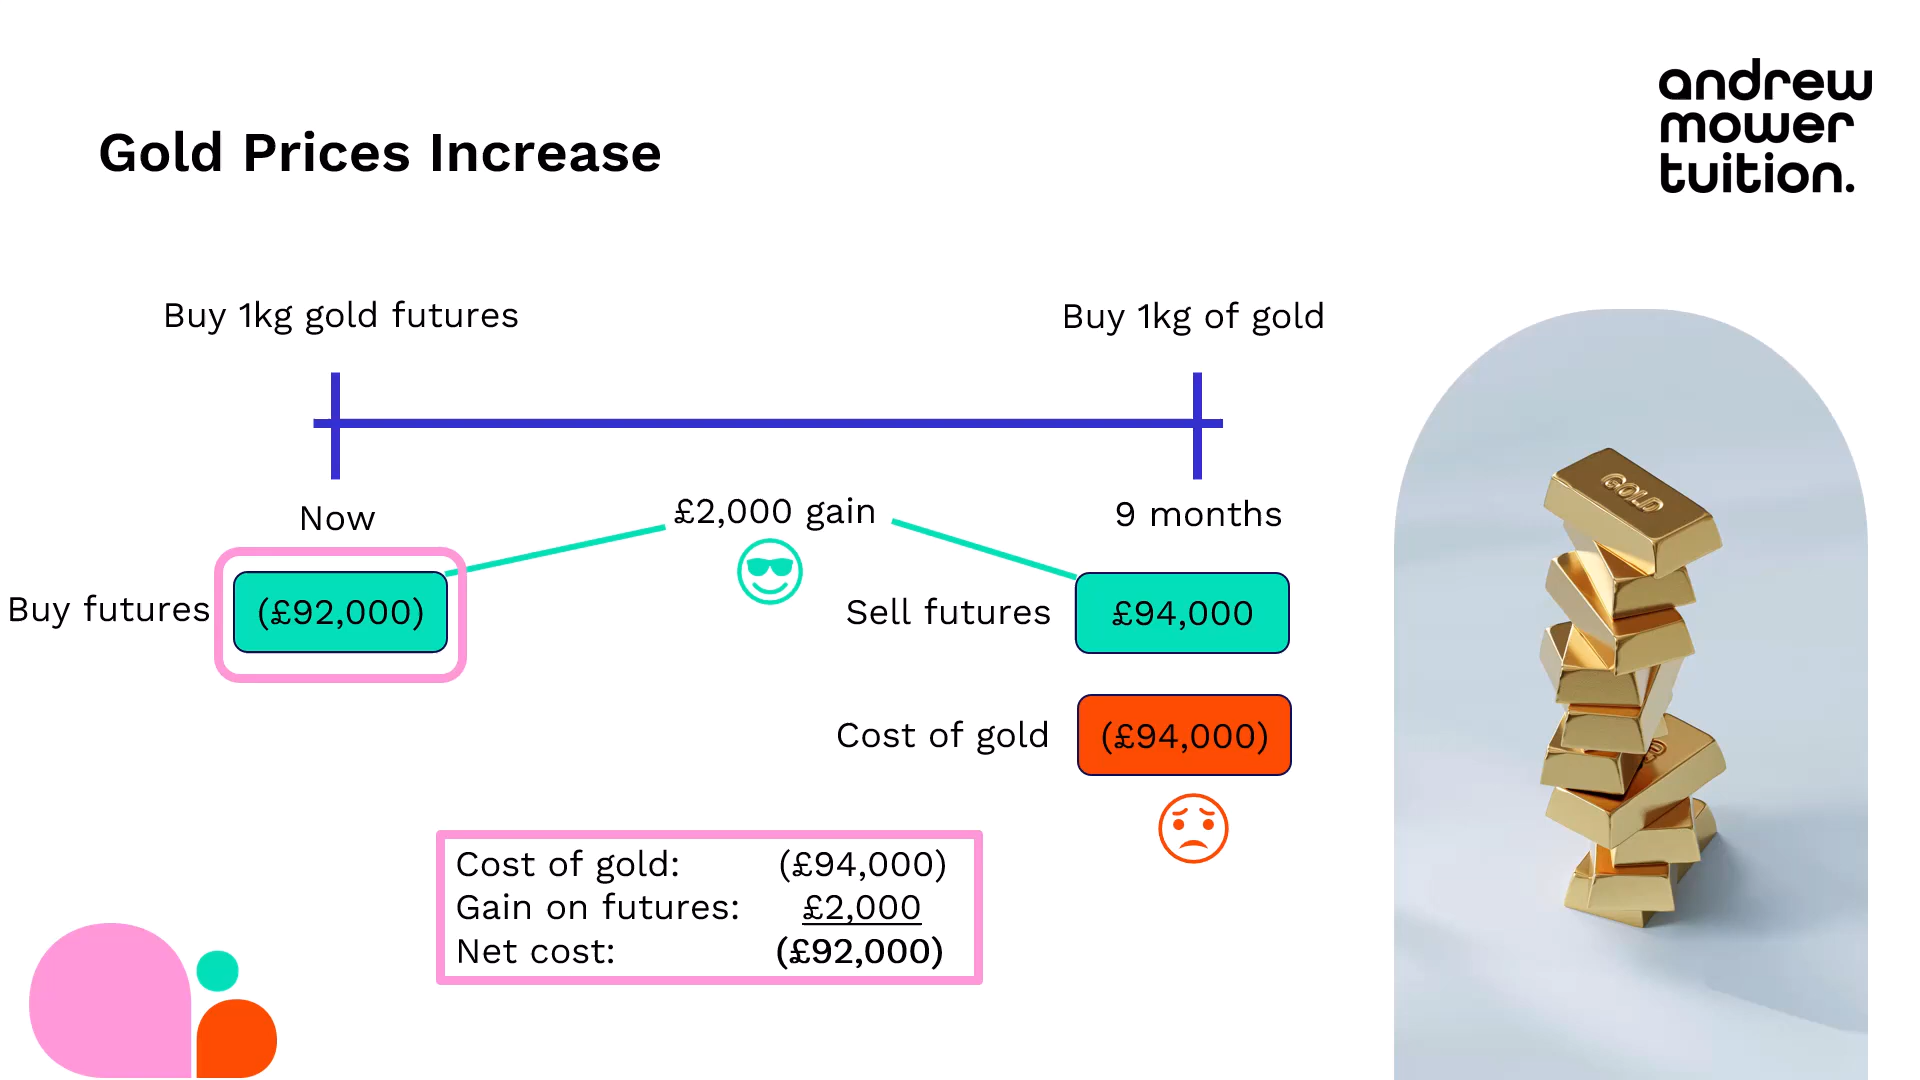 andrew
mower
tuition.
Gold Prices Increase
Buy 1kg gold futures
Buy 1kg of gold
Now
£2,000 gain
9 months
Buy futures
(£92,000)
Sell futures
£94,000
Cost of gold
(£94,000)
Cost of gold: (£94,000)
Gain on futures: £2,000
Net cost: (£92,000)
GOLD